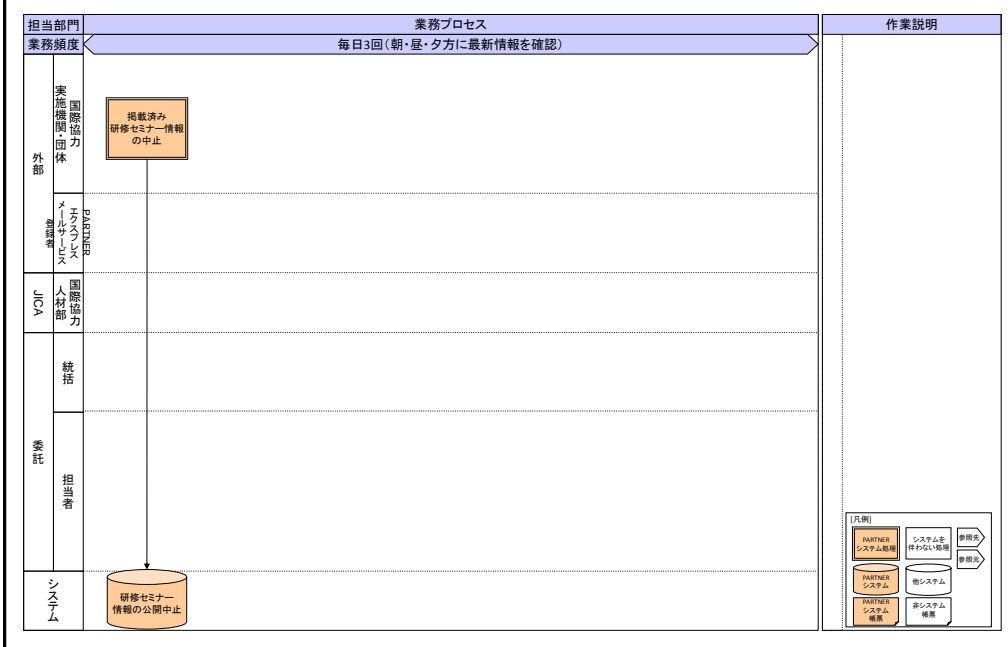 担当部門
業務プロセス
作業説明
業務頻度
毎日3回（朝・昼・夕方に最新情報を確認）
外部
国際協力
実施機関・団体
掲載済み
研修セミナー情報
の中止
PARTNER
エクスプレス
メールサービス
登録者
JICA
国際協力
人材部
委託
統括
担当者
システム
研修セミナー
情報の公開中止
[凡例]
PARTNER
システム処理
システムを
伴わない処理
参照先
参照元
PARTNER
システム
他システム
PARTNER
システム
帳票
非システム
帳票